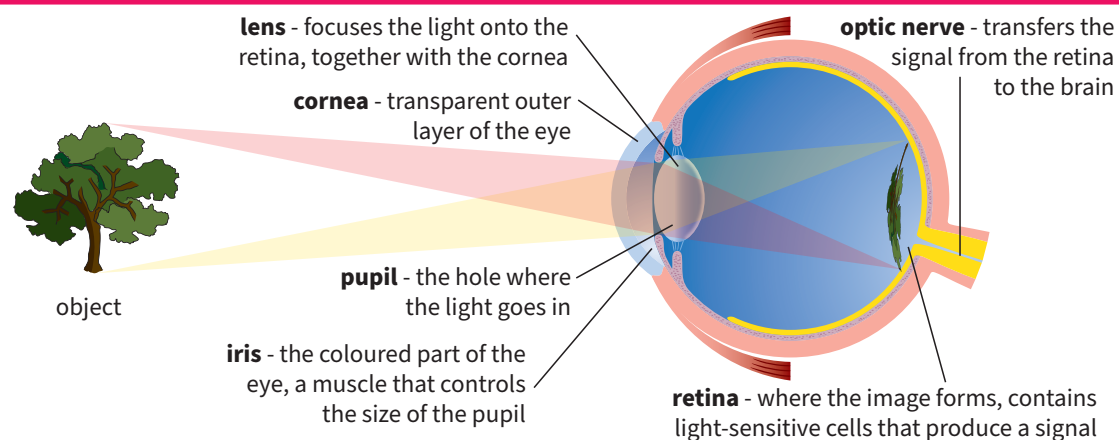 lens - focuses the light onto the
retina, together with the cornea
cornea - transparent outer
layer of the eye
optic nerve - transfers the
signal from the retina
to the brain
object
pupil - the hole where
the light goes in
iris - the coloured part of the
eye, a muscle that controls
the size of the pupil
retina - where the image forms, contains
light-sensitive cells that produce a signal